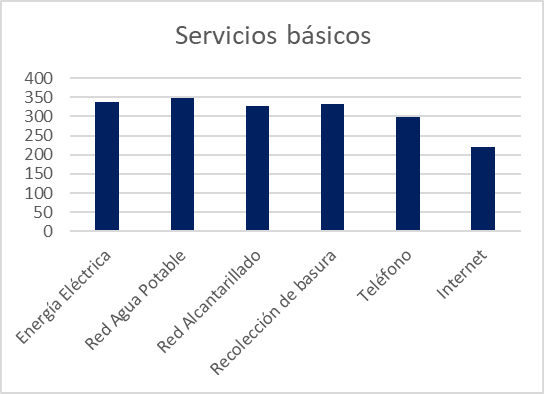 Servicios básicos
400
350
300
250
200
150
100
50
0
Energía Eléctrica
Red Agua Potable
Red Alcantarillado
Recolección de basura
Teléfono
Internet